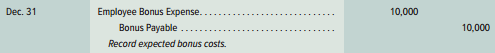 Dec. 31 Employee Bonus Expense............................. 10,000
Bonus Payable ................................. 10,000
Record expected bonus costs.